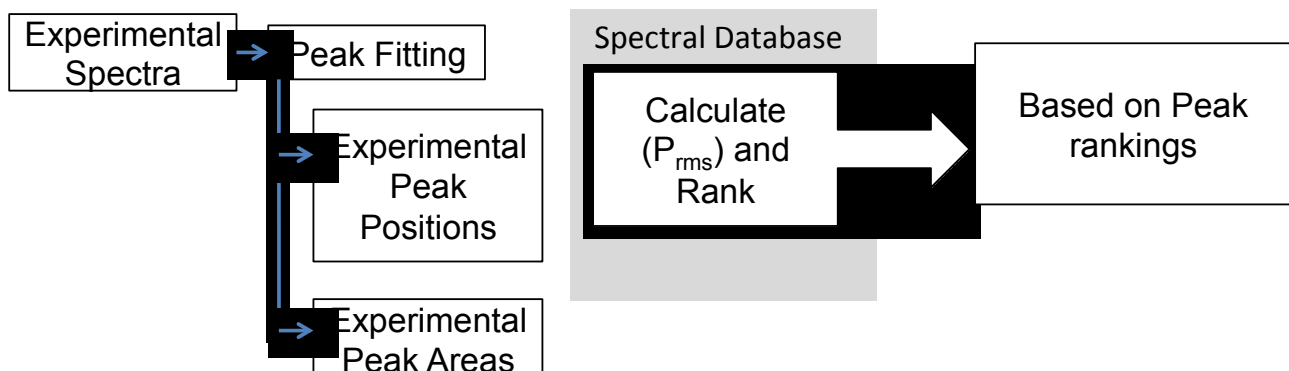 Experimental
Spectra
Peak Fitting
Experimental
Peak
Positions
Experimental
Peak Areas
Spectral Database
Calculate
(Prms) and
Rank
Based on Peak
rankings